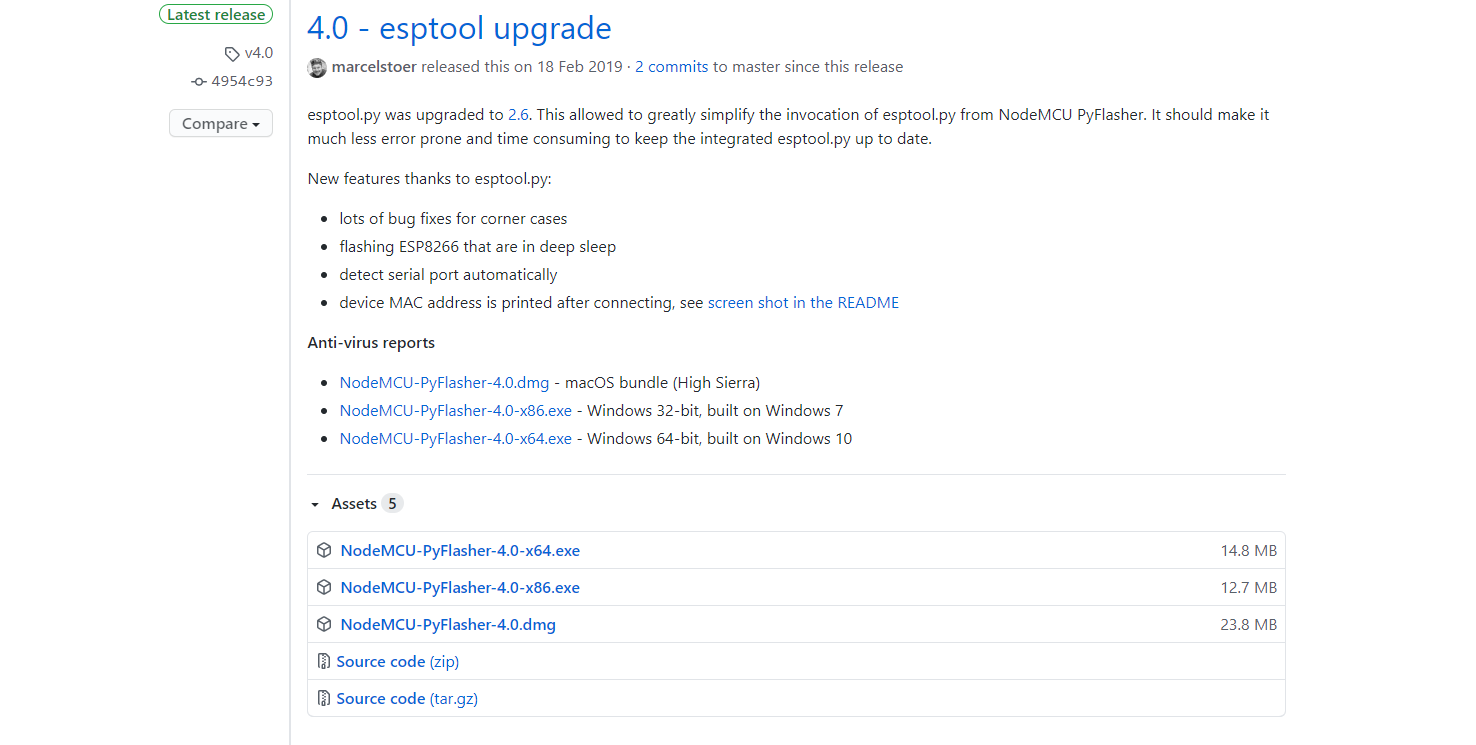 Latest release
v4.0
4954c93
Compare
4.0 - esptool upgrade
marcelstoer released this on 18 Feb 2019 · 2 commits to master since this release
esptool.py was upgraded to 2.6. This allowed to greatly simplify the invocation of esptool.py from NodeMCU PyFlasher. It should make it
much less error prone and time consuming to keep the integrated esptool.py up to date.
New features thanks to esptool.py:
• lots of bug fixes for corner cases
• flashing ESP8266 that are in deep sleep
• detect serial port automatically
• device MAC address is printed after connecting, see screen shot in the README
Anti-virus reports
• NodeMCU-PyFlasher-4.0.dmg - macOS bundle (High Sierra)
• NodeMCU-PyFlasher-4.0-x86.exe - Windows 32-bit, built on Windows 7
• NodeMCU-PyFlasher-4.0-x64.exe - Windows 64-bit, built on Windows 10
Assets 5
NodeMCU-PyFlasher-4.0-x64.exe 14.8 MB
NodeMCU-PyFlasher-4.0-x86.exe 12.7 MB
NodeMCU-PyFlasher-4.0.dmg 23.8 MB
Source code (zip)
Source code (tar.gz)